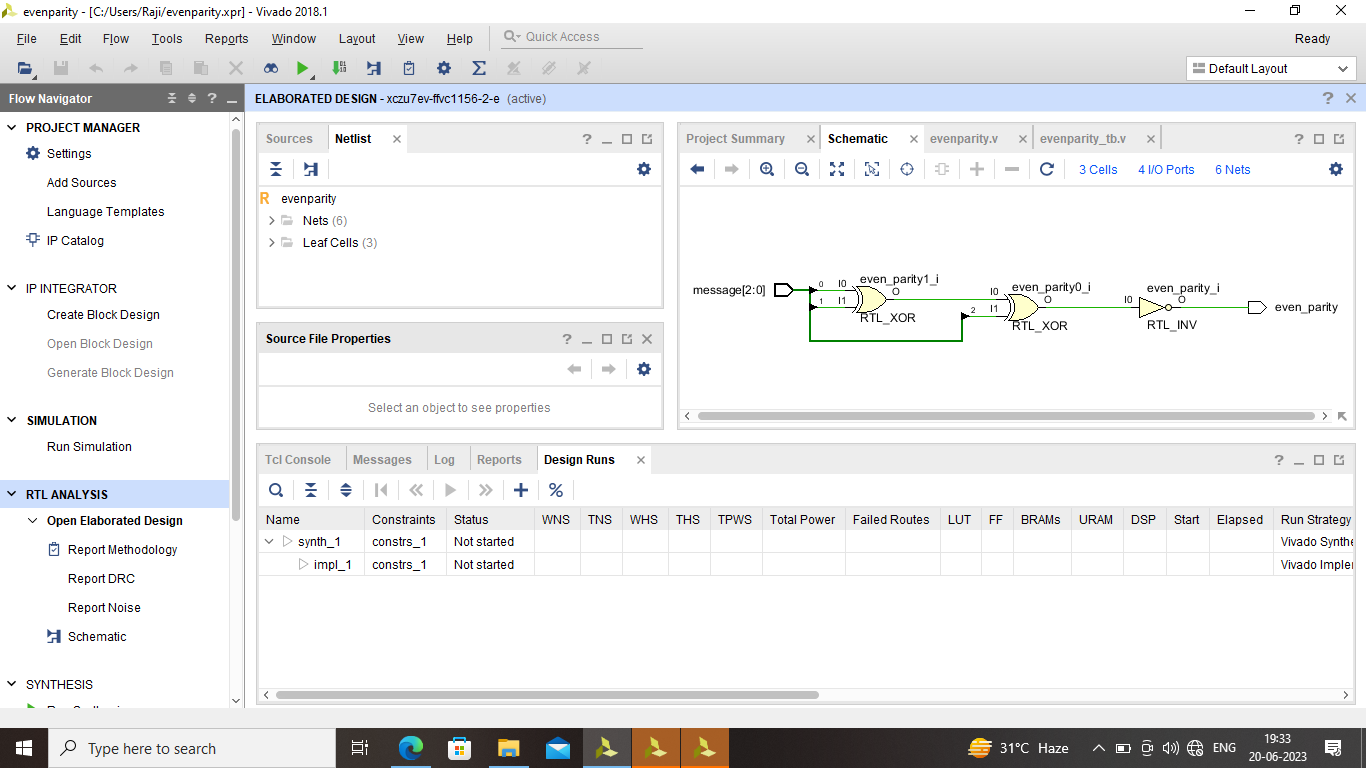 evenparity - [C:/Users/Raji/evenparity.xpr] - Vivado 2018.1
File Edit Flow Tools Reports Window Layout View Help Quick Access Ready
Default Layout
Flow Navigator ?
ELABORATED DESIGN - xczu7ev-ffvc1156-2-e (active) ?
PROJECT MANAGER
Settings
Add Sources
Language Templates
IP Catalog
IP INTEGRATOR
Create Block Design
Open Block Design
Generate Block Design
SIMULATION
Run Simulation
RTL ANALYSIS
Open Elaborated Design
Report Methodology
Report DRC
Report Noise
Schematic
SYNTHESIS
Sources Netlist ?
R evenparity
Nets (6)
Leaf Cells (3)
Source File Properties ?
Select an object to see properties
Project Summary Schematic evenparity.v evenparity_tb.v ?
3 Cells 4 I/O Ports 6 Nets
message[2:0]
0 I0 even_parity1_i O
1 I1
RTL_XOR
I0 even_parity0_i O
2 I1
RTL_XOR
I0 even_parity_i O
RTL_INV
even_parity
Tcl Console Messages Log Reports Design Runs ?
Name Constraints Status WNS TNS WHS THS TPWS Total Power Failed Routes LUT FF BRAMs URAM DSP Start Elapsed Run Strategy
synth_1 constrs_1 Not started Vivado Synthe
impl_1 constrs_1 Not started Vivado Implem
Type here to search
31°C Haze
ENG
19:33
20-06-2023